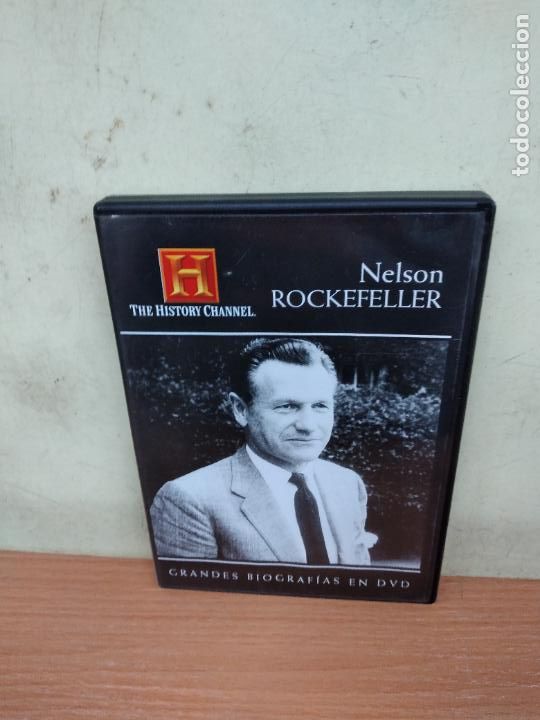 H
THE HISTORY CHANNEL.
Nelson
ROCKEFELLER
GRANDES BIOGRAFÍAS EN DVD
todocoleccion